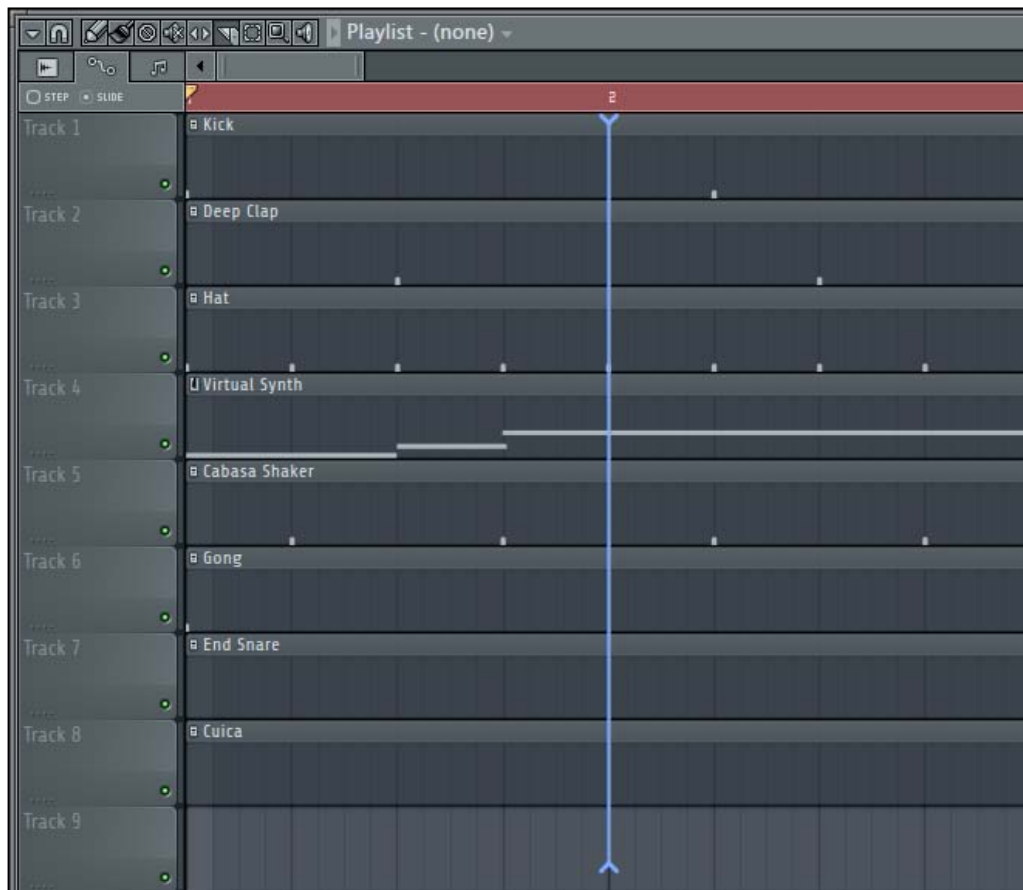 Playlist - (none)
STEP SLIDE
2
Track 1
Kick
Track 2
Deep Clap
Track 3
Hat
Track 4
Virtual Synth
Track 5
Cabasa Shaker
Track 6
Gong
Track 7
End Snare
Track 8
Cuica
Track 9